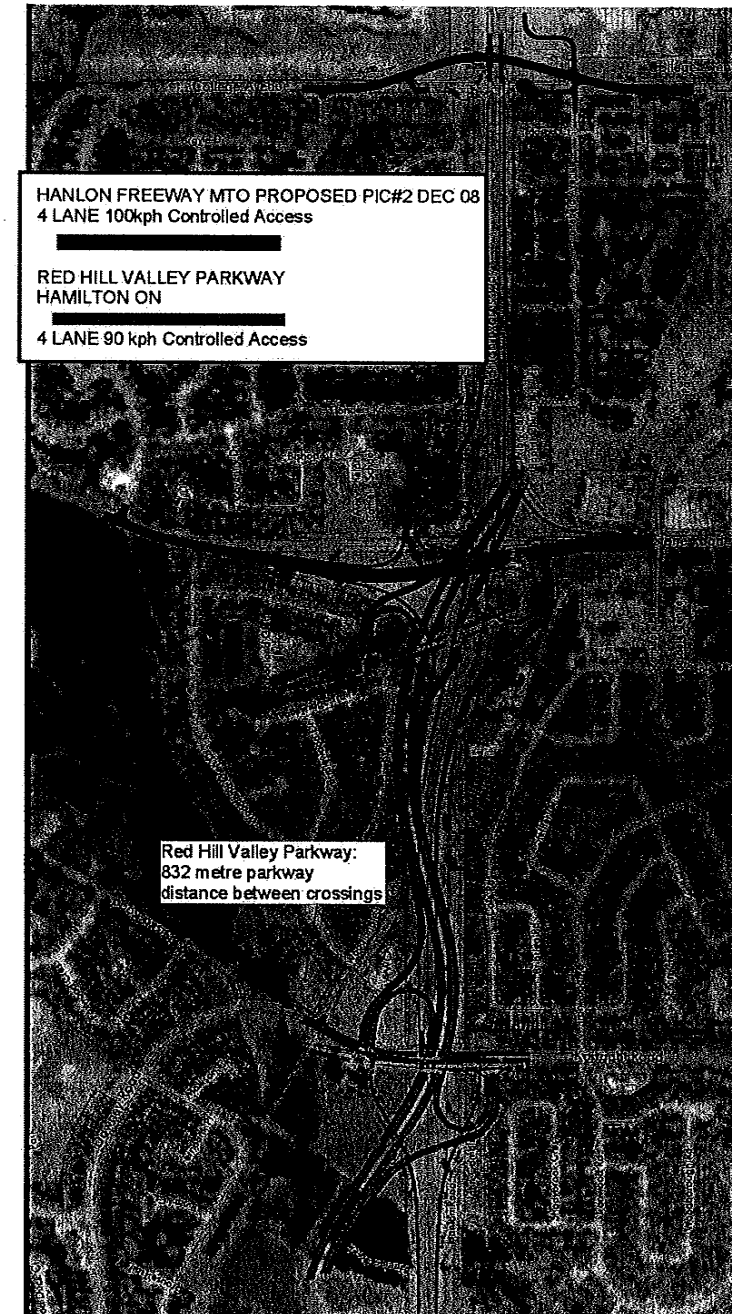 HANLON FREEWAY MTO PROPOSED PIC#2 DEC 08
4 LANE 100kph Controlled Access
RED HILL VALLEY PARKWAY
HAMILTON ON
4 LANE 90 kph Controlled Access
Red Hill Valley Parkway:
832 metre parkway
distance between crossings